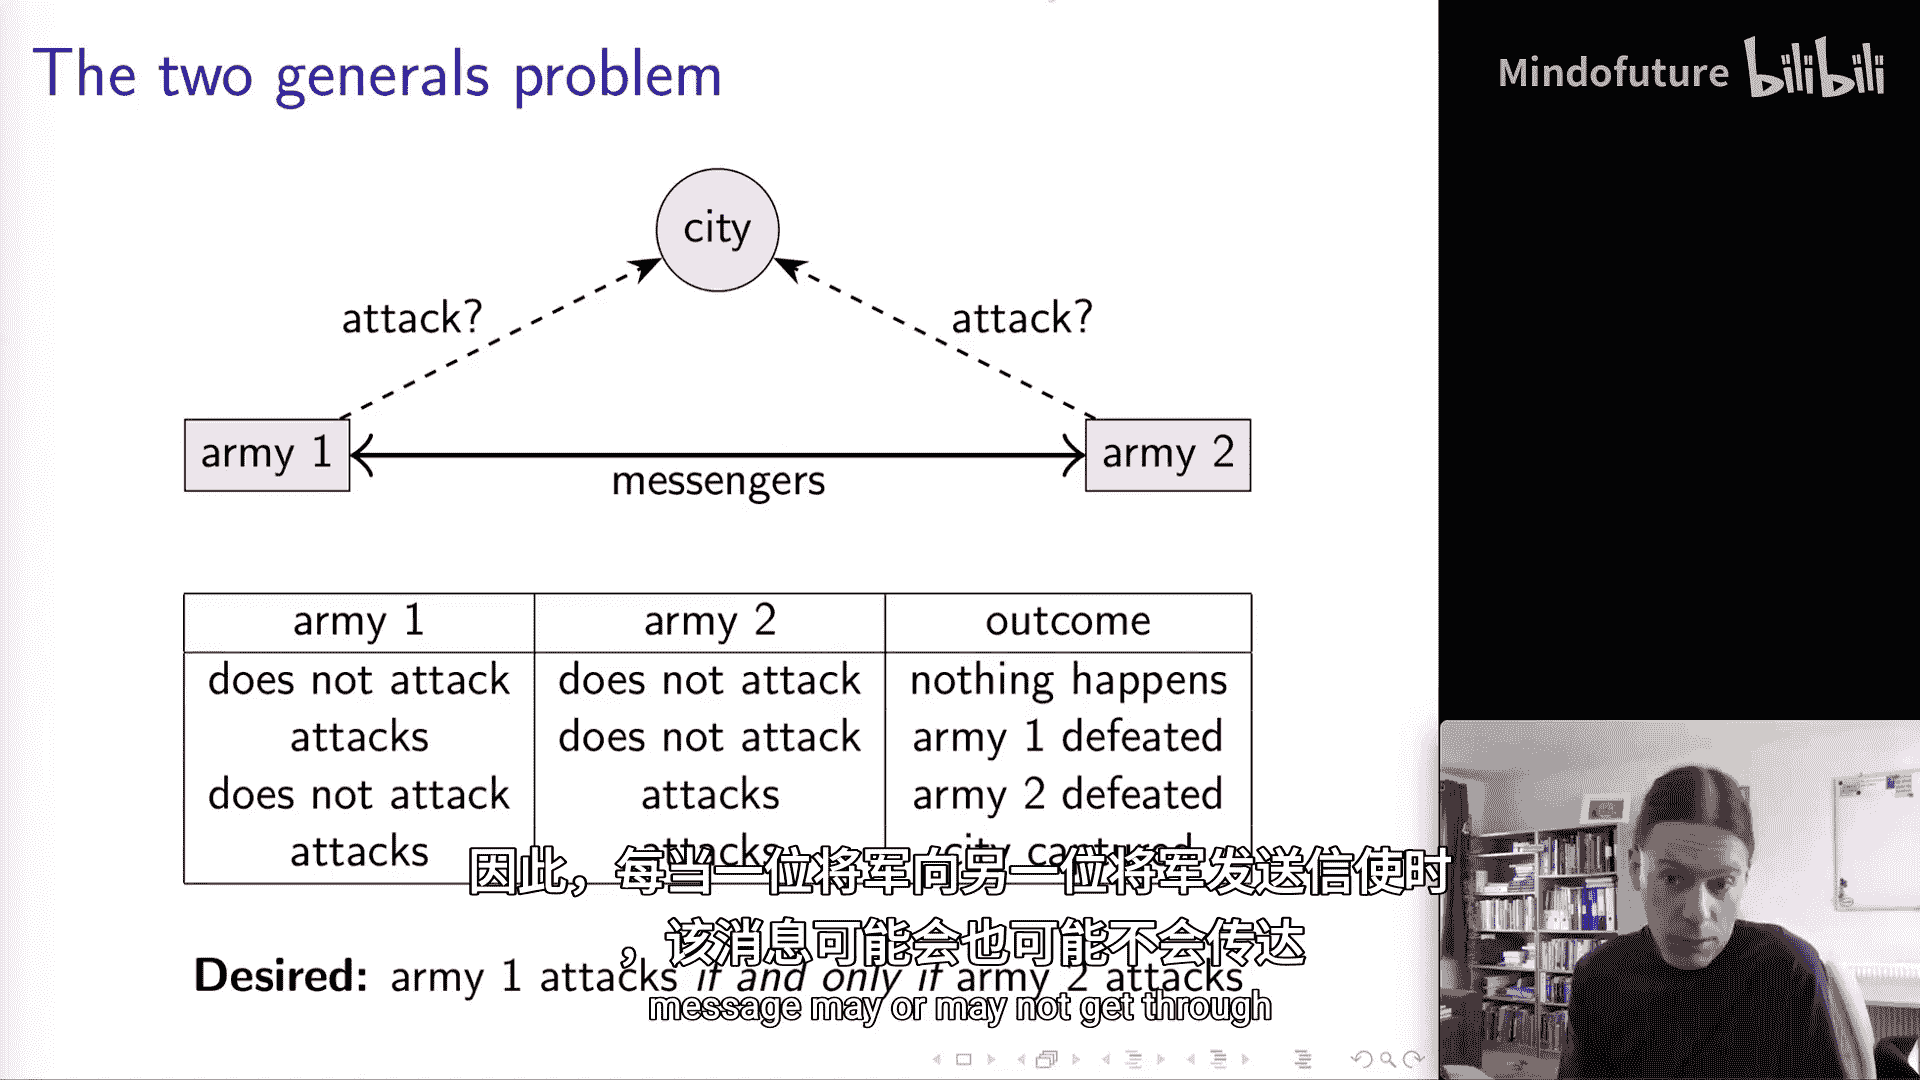 The two generals problem
Mindofuture bilibili
city
attack?
attack?
army 1
army 2
messengers
army 1 army 2 outcome
does not attack does not attack nothing happens
attacks does not attack army 1 defeated
does not attack attacks army 2 defeated
attacks attacks city captured
因此，每当一位将军向另一位将军发送信使时
，该消息可能会也可能不会传达
Desired: army 1 attacks if and only if army 2 attacks
message may or may not get through